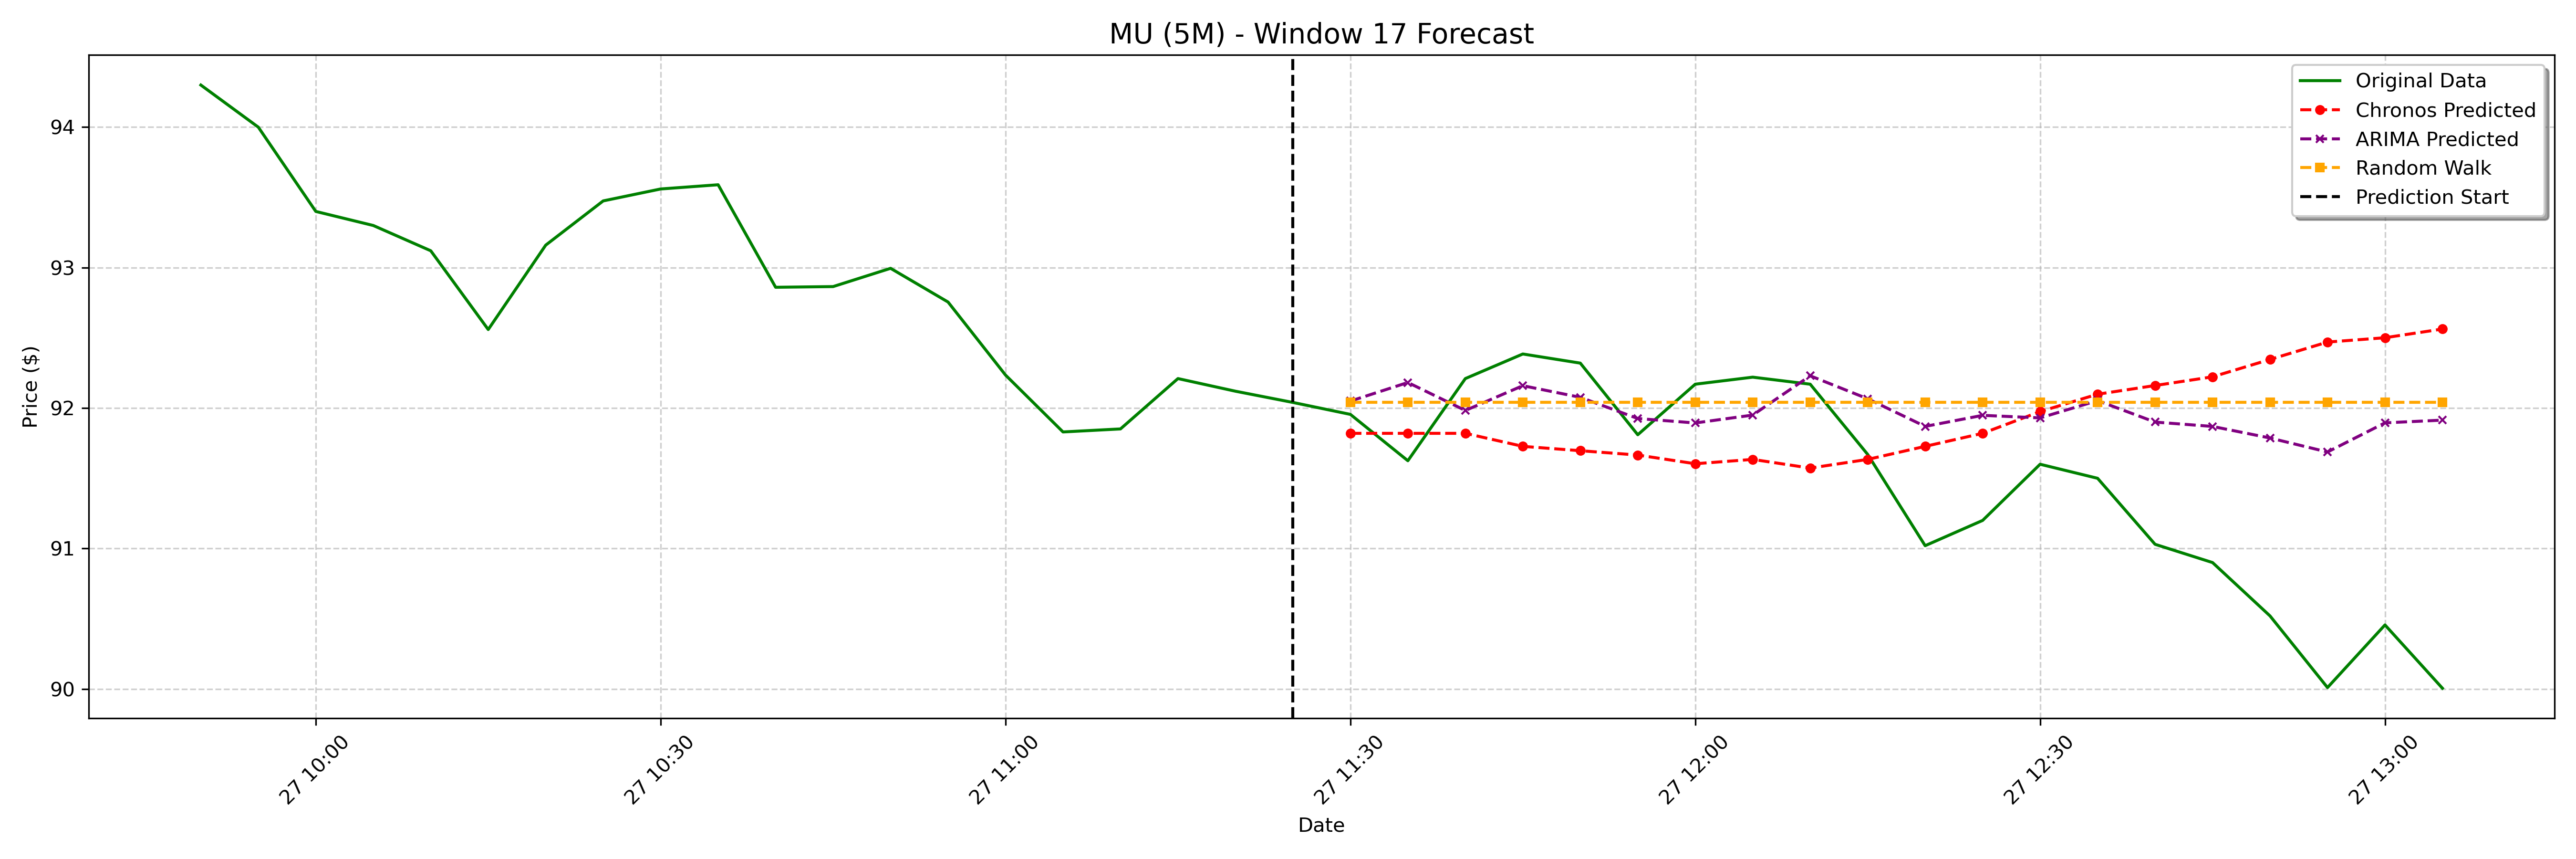 MU (5M) - Window 17 Forecast
Original Data
Chronos Predicted
ARIMA Predicted
Random Walk
Prediction Start
Price ($)
94
93
92
91
90
27 10:00
27 10:30
27 11:00
27 11:30
27 12:00
27 12:30
27 13:00
Date